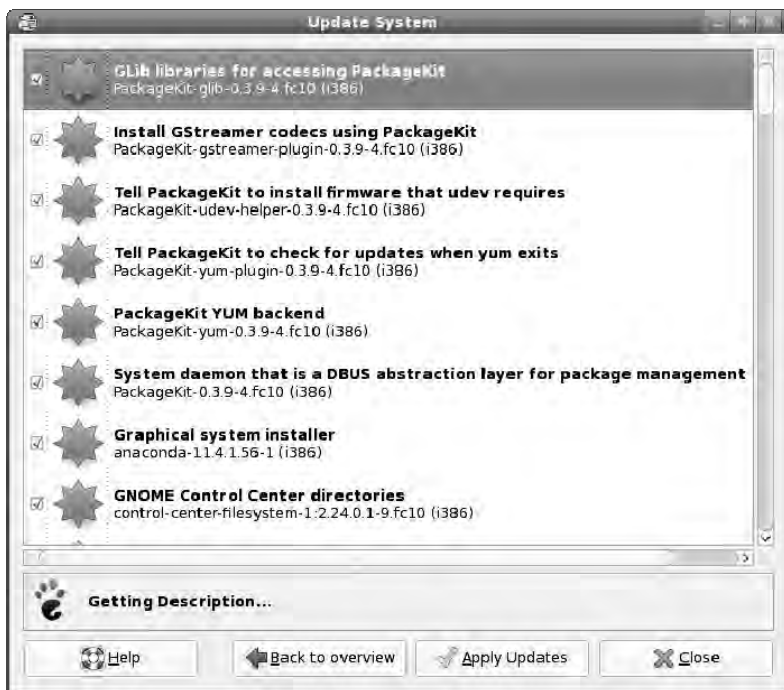 Update System
GLib libraries for accessing PackageKit
PackageKit-glib-0.3.9-4.fc10 (i386)
Install GStreamer codecs using PackageKit
PackageKit-gstreamer-plugin-0.3.9-4.fc10 (i386)
Tell PackageKit to install firmware that udev requires
PackageKit-udev-helper-0.3.9-4.fc10 (i386)
Tell PackageKit to check for updates when yum exits
PackageKit-yum-plugin-0.3.9-4.fc10 (i386)
PackageKit YUM backend
PackageKit-yum-0.3.9-4.fc10 (i386)
System daemon that is a DBUS abstraction layer for package management
PackageKit-0.3.9-4.fc10 (i386)
Graphical system installer
anaconda-11.4.1.56-1 (i386)
GNOME Control Center directories
control-center-filesystem-1:2.24.0.1-9.fc10 (i386)
Getting Description...
Help
Back to overview
Apply Updates
Close